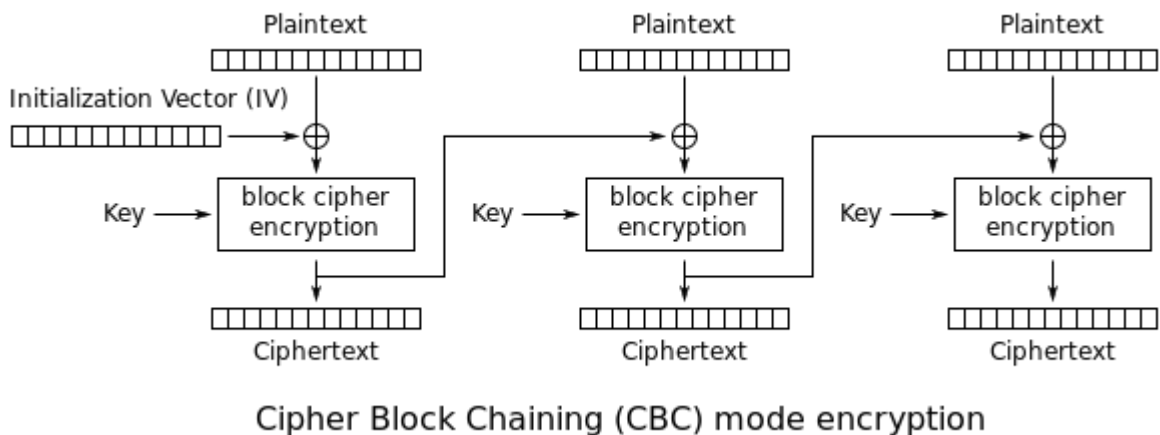 Plaintext
Plaintext
Plaintext
Initialization Vector (IV)
Key
block cipher
encryption
Key
block cipher
encryption
Key
block cipher
encryption
Ciphertext
Ciphertext
Ciphertext
Cipher Block Chaining (CBC) mode encryption